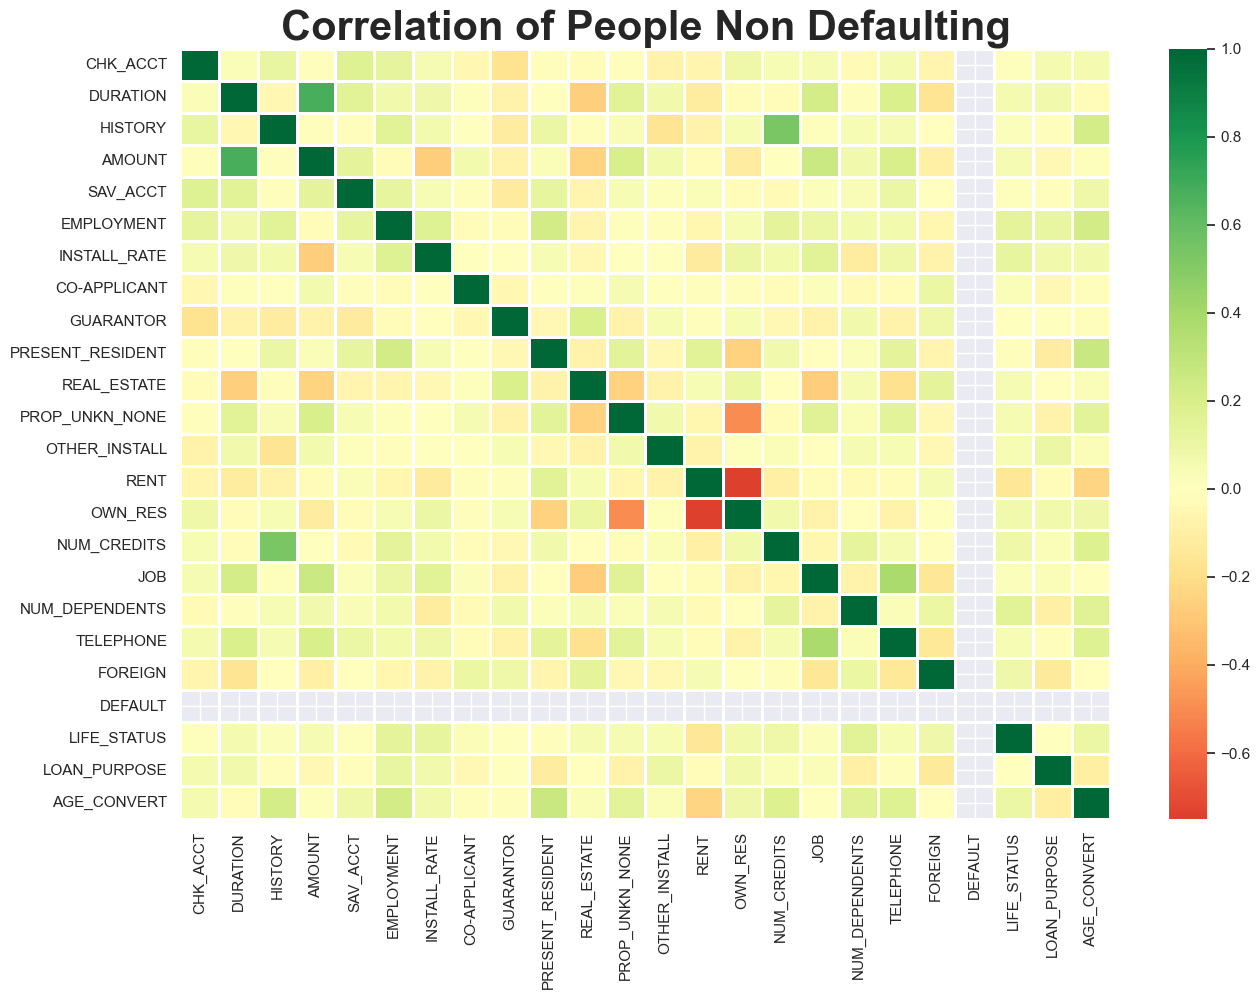 Correlation of People Non Defaulting
CHK_ACCT
DURATION
HISTORY
AMOUNT
SAV_ACCT
EMPLOYMENT
INSTALL_RATE
CO-APPLICANT
GUARANTOR
PRESENT_RESIDENT
REAL_ESTATE
PROP_UNKN_NONE
OTHER_INSTALL
RENT
OWN_RES
NUM_CREDITS
JOB
NUM_DEPENDENTS
TELEPHONE
FOREIGN
DEFAULT
LIFE_STATUS
LOAN_PURPOSE
AGE_CONVERT
CHK_ACCT
DURATION
HISTORY
AMOUNT
SAV_ACCT
EMPLOYMENT
INSTALL_RATE
CO-APPLICANT
GUARANTOR
PRESENT_RESIDENT
REAL_ESTATE
PROP_UNKN_NONE
OTHER_INSTALL
RENT
OWN_RES
NUM_CREDITS
JOB
NUM_DEPENDENTS
TELEPHONE
FOREIGN
DEFAULT
LIFE_STATUS
LOAN_PURPOSE
AGE_CONVERT
1.0
0.8
0.6
0.4
0.2
0.0
−0.2
−0.4
−0.6